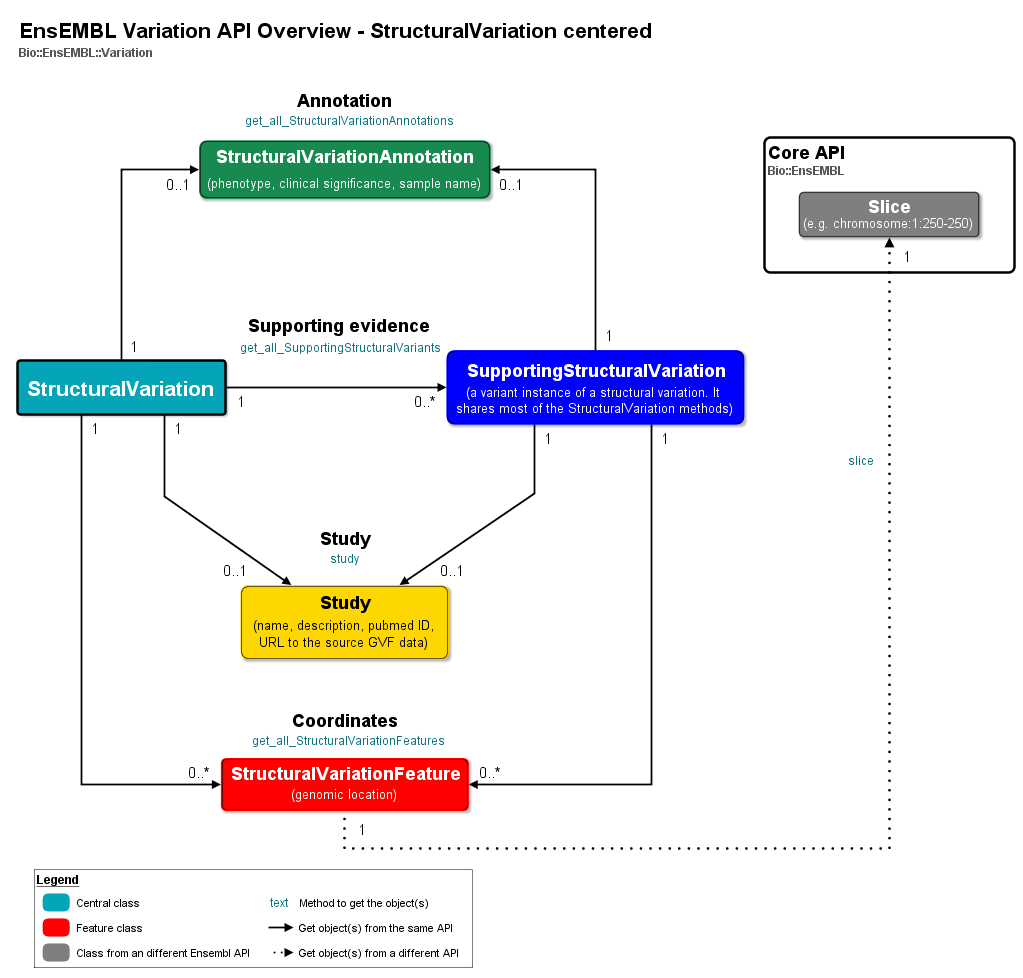 EnsEMBL Variation API Overview - StructuralVariation centered
Bio::EnsEMBL::Variation
Annotation
get_all_StructuralVariationAnnotations
StructuralVariationAnnotation
(phenotype, clinical significance, sample name)
0..1
0..1
Core API
Bio::EnsEMBL
Slice
(e.g. chromosome:1:250-250)
1
Supporting evidence
get_all_SupportingStructuralVariants
1
1
StructuralVariation
1
0..*
SupportingStructuralVariation
(a variant instance of a structural variation. It
shares most of the StructuralVariation methods)
1
1
1
1
slice
Study
study
0..1
0..1
Study
(name, description, pubmed ID,
URL to the source GVF data)
Coordinates
get_all_StructuralVariationFeatures
0..*
0..*
StructuralVariationFeature
(genomic location)
1
Legend
Central class
text Method to get the object(s)
Feature class
Get object(s) from the same API
Class from an different Ensembl API
Get object(s) from a different API